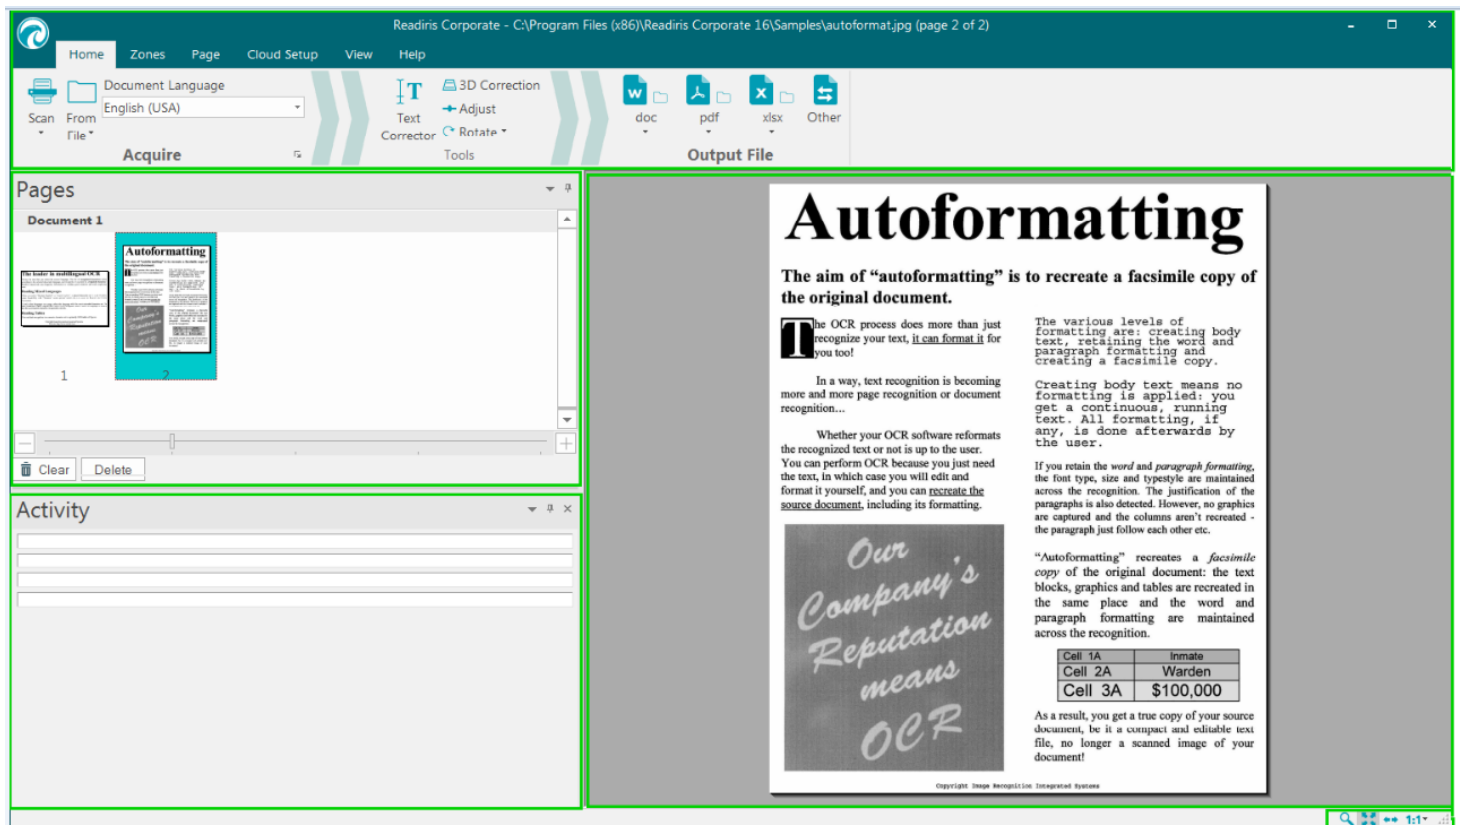 Readiris Corporate - C:\Program Files (x86)\Readiris Corporate 16\Samples\autoformat.jpg (page 2 of 2)
Home Zones Page Cloud Setup View Help
Scan
From File
Document Language
English (USA)
Acquire
Text Corrector
3D Correction
Adjust
Rotate
Tools
doc pdf xlsx Other
Output File
Pages
Document 1
The leader in multilingual OCR
1
Autoformatting
2
Clear Delete
Activity
Autoformatting
The aim of “autoformatting” is to recreate a facsimile copy of
the original document.
The OCR process does more than just
recognize your text, it can format it for
you too!
In a way, text recognition is becoming
more and more page recognition or document
recognition...
Whether your OCR software reformats
the recognized text or not is up to the user.
You can perform OCR because you just need
the text, in which case you will edit and
format it yourself, and you can recreate the
source document, including its formatting.
Our
Company's
Reputation
means
OCR
The various levels of
formatting are: creating body
text, retaining the word and
paragraph formatting and
creating a facsimile copy.
Creating body text means no
formatting is applied: you
get a continuous, running
text. All formatting, if
any, is done afterwards by
the user.
If you retain the word and paragraph formatting,
the font type, size and typestyle are maintained
across the recognition. The justification of the
paragraphs is also detected. However, no graphics
are captured and the columns aren't recreated -
the paragraph just follow each other etc.
“Autoformatting” recreates a facsimile
copy of the original document: the text
blocks, graphics and tables are recreated in
the same place and the word and
paragraph formatting are maintained
across the recognition.
Cell 1A Inmate
Cell 2A Warden
Cell 3A $100,000
As a result, you get a true copy of your source
document, be it a compact and editable text
file, no longer a scanned image of your
document!
Copyright Image Recognition Integrated Systems
1:1